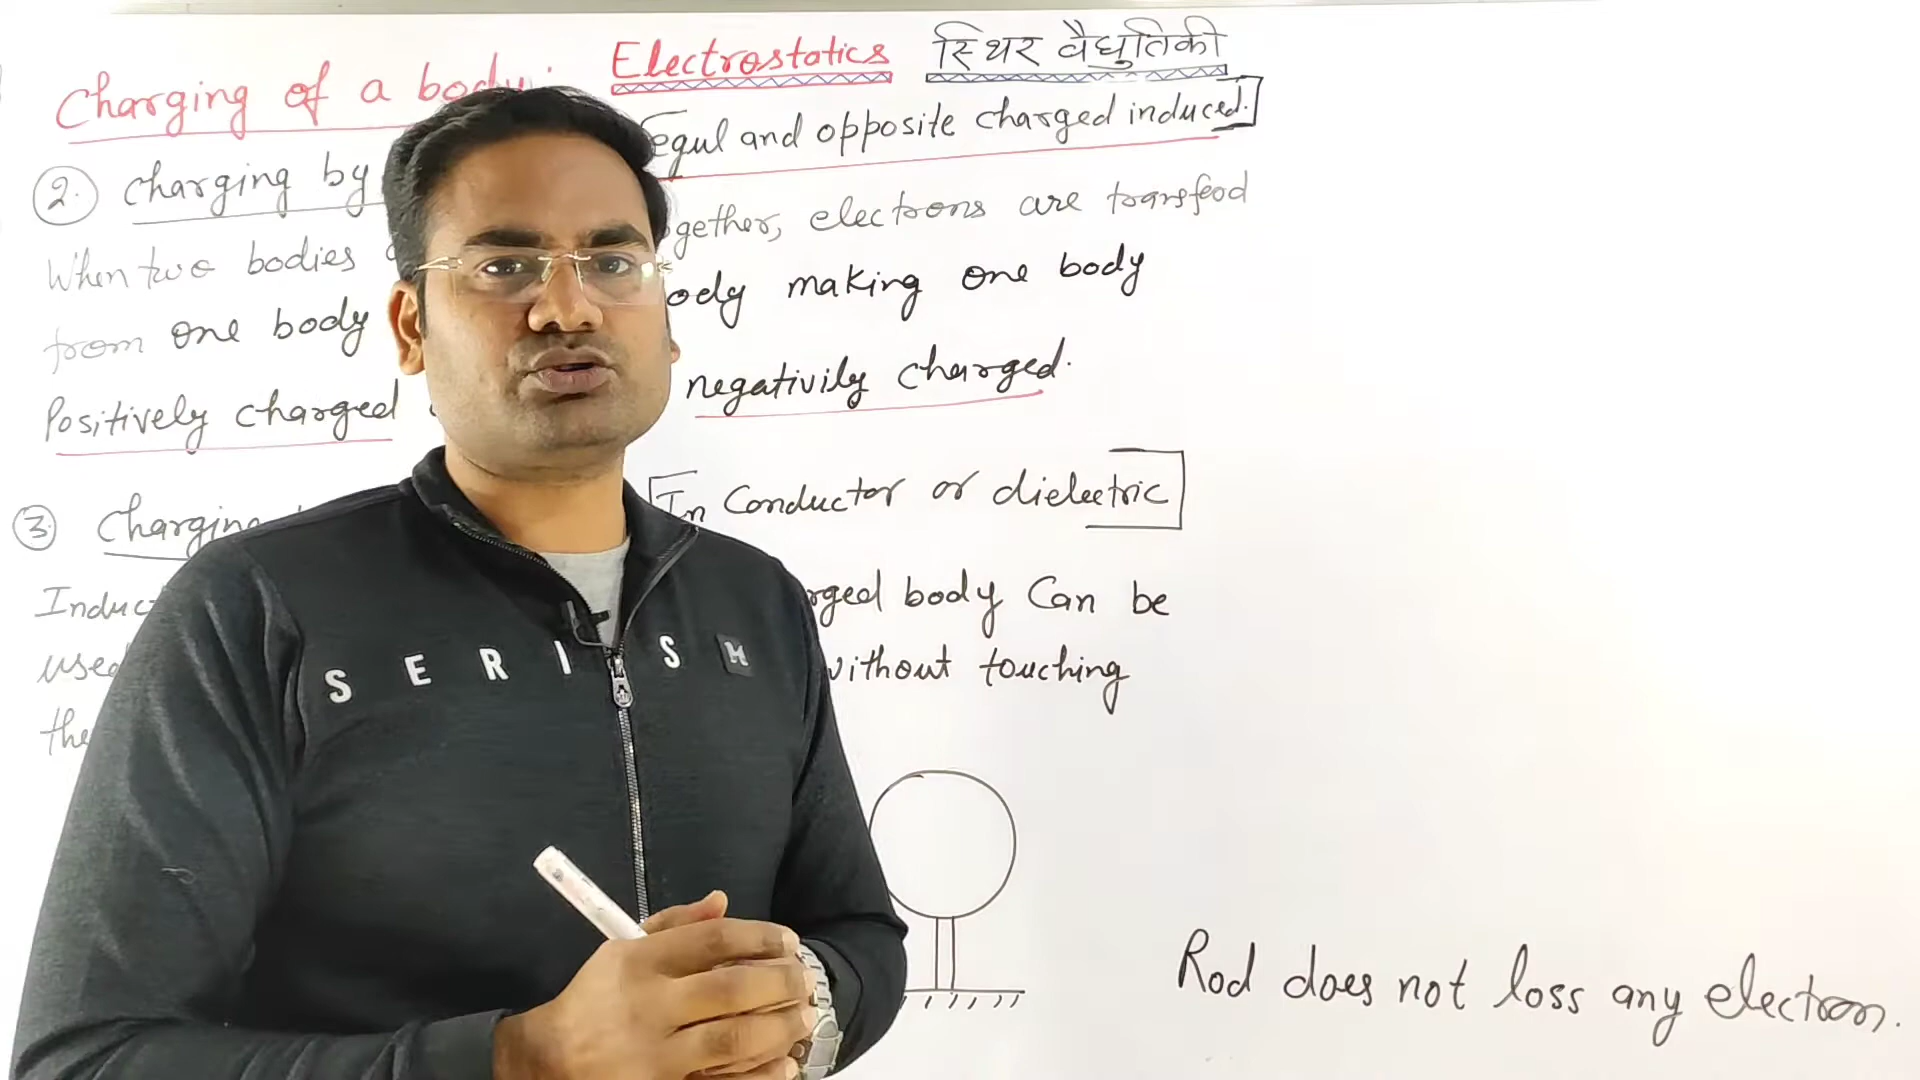 Electrostatics स्थिर वैद्युतिकी
Charging of a body
egul and opposite charged induced.
2. Charging by
When two bodies gether, electrons are transfeod
from one body ody making one body
Positively charged negativily charged.
3 Charging In Conductor or dielectric
Induc rged body Can be
used without touching
the
SERIES M
Rod does not loss any electron.